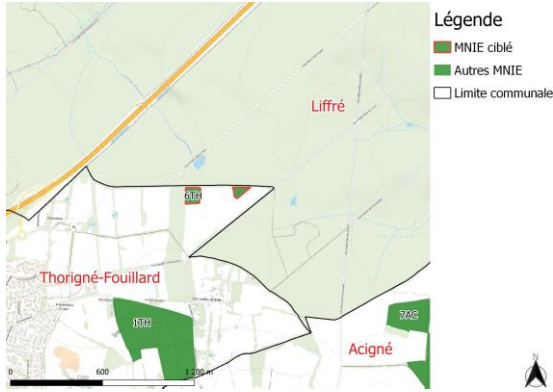 Légende
MNIE ciblé
Autres MNIE
Limite communale
Liffré
6TH
Thorigné-Fouillard
1TH
7AC
Acigné
0 600 1 200 m
N